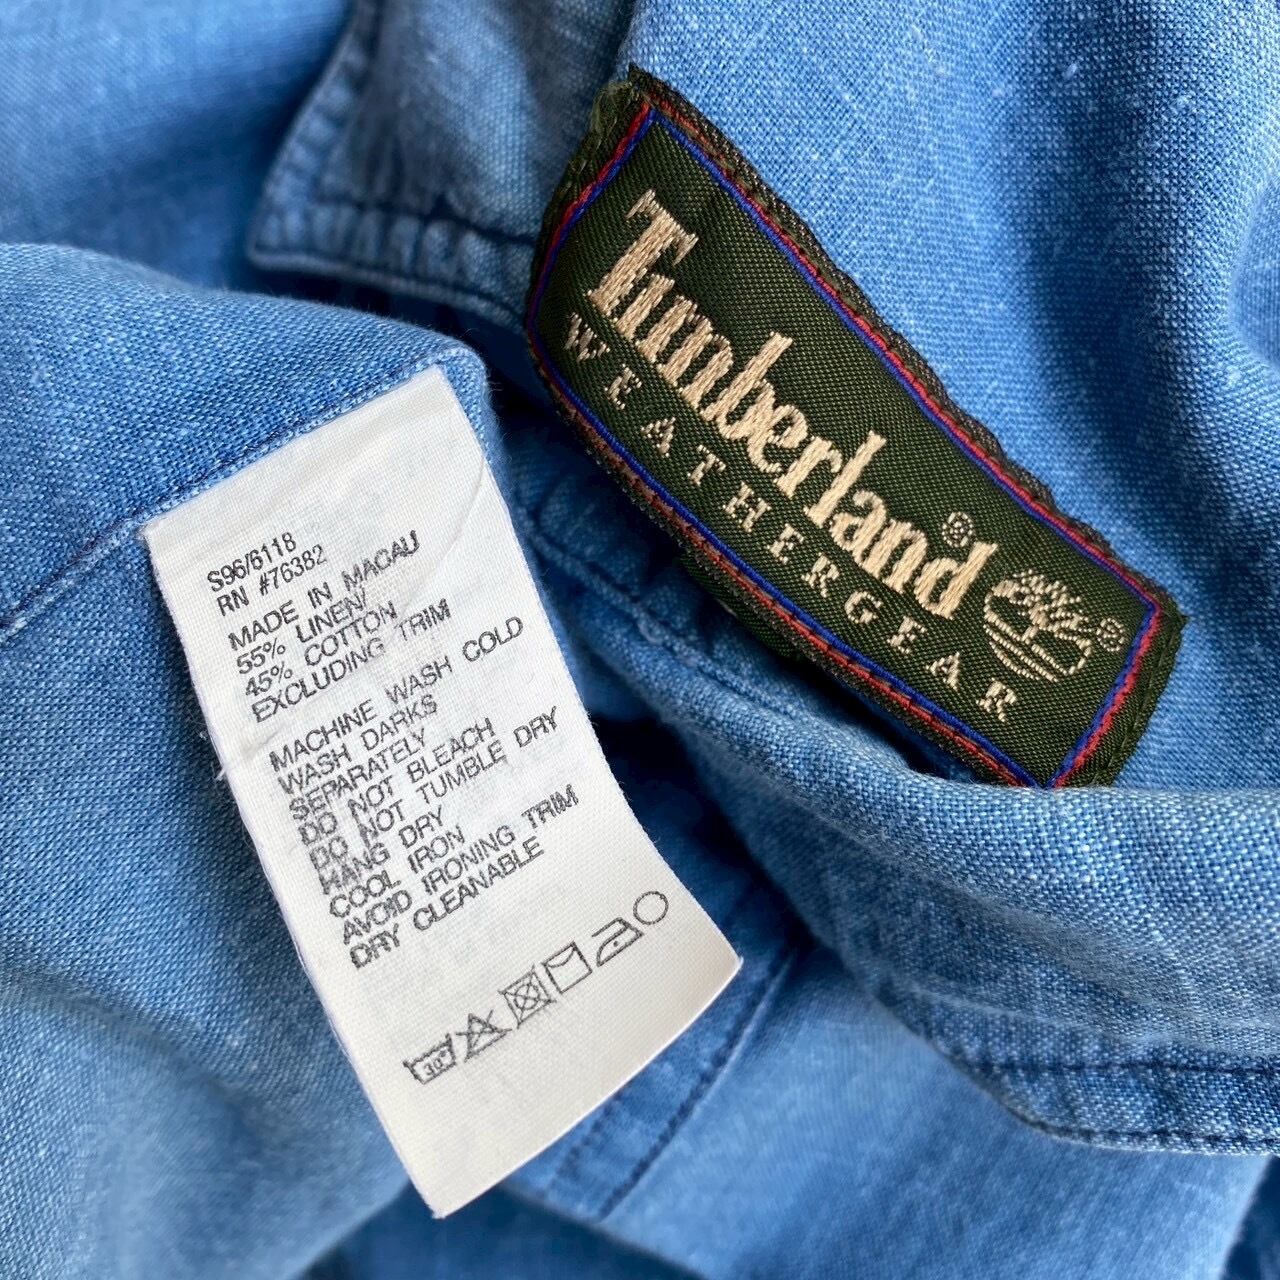 Timberland®
WEATHERGEAR
®
S96/6118
RN #76382
MADE IN MACAU
55% LINEN/
45% COTTON
EXCLUDING TRIM
MACHINE WASH COLD
WASH DARKS
SEPARATELY
DO NOT BLEACH
DO NOT TUMBLE DRY
HANG DRY
COOL IRON
AVOID IRONING TRIM
DRY CLEANABLE
30°